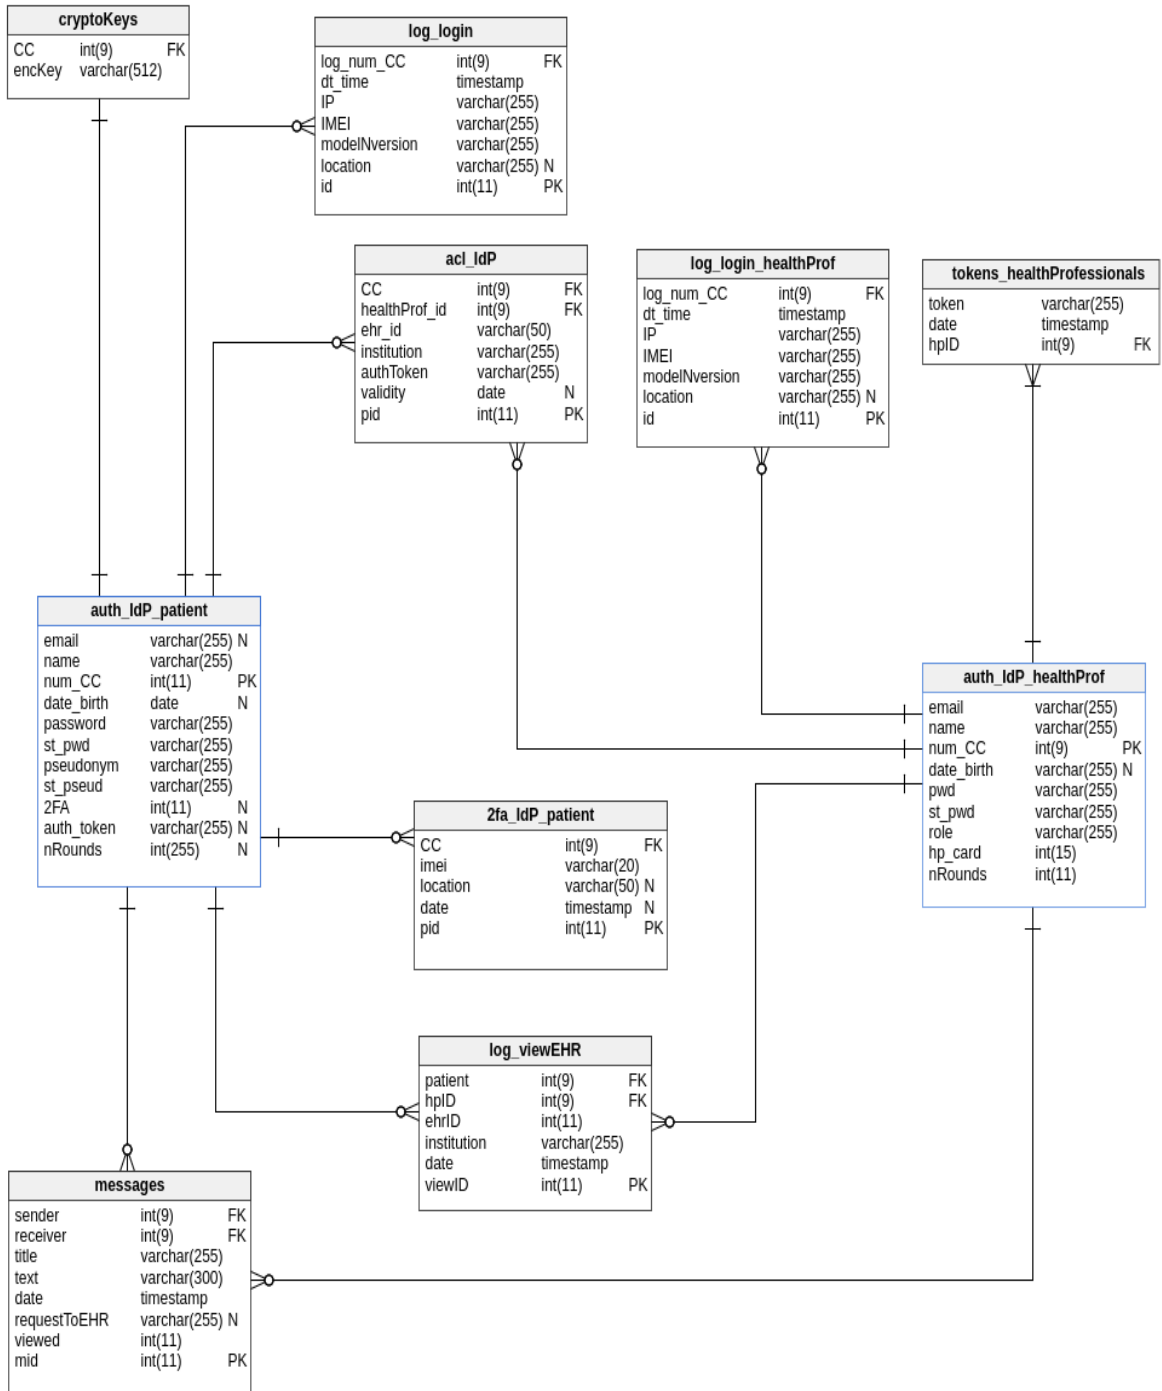 cryptoKeys
CC int(9) FK
encKey varchar(512)
log_login
log_num_CC int(9) FK
dt_time timestamp
IP varchar(255)
IMEI varchar(255)
modelNversion varchar(255)
location varchar(255) N
id int(11) PK
acl_IdP
CC int(9) FK
healthProf_id int(9) FK
ehr_id varchar(50)
institution varchar(255)
authToken varchar(255)
validity date N
pid int(11) PK
log_login_healthProf
log_num_CC int(9) FK
dt_time timestamp
IP varchar(255)
IMEI varchar(255)
modelNversion varchar(255)
location varchar(255) N
id int(11) PK
tokens_healthProfessionals
token varchar(255)
date timestamp
hpID int(9) FK
auth_IdP_patient
email varchar(255) N
name varchar(255)
num_CC int(11) PK
date_birth date N
password varchar(255)
st_pwd varchar(255)
pseudonym varchar(255)
st_pseud varchar(255)
2FA int(11) N
auth_token varchar(255) N
nRounds int(255) N
auth_IdP_healthProf
email varchar(255)
name varchar(255)
num_CC int(9) PK
date_birth varchar(255) N
pwd varchar(255)
st_pwd varchar(255)
role varchar(255)
hp_card int(15)
nRounds int(11)
2fa_IdP_patient
CC int(9) FK
imei varchar(20)
location varchar(50) N
date timestamp N
pid int(11) PK
log_viewEHR
patient int(9) FK
hpID int(9) FK
ehrID int(11)
institution varchar(255)
date timestamp
viewID int(11) PK
messages
sender int(9) FK
receiver int(9) FK
title varchar(255)
text varchar(300)
date timestamp
requestToEHR varchar(255) N
viewed int(11)
mid int(11) PK